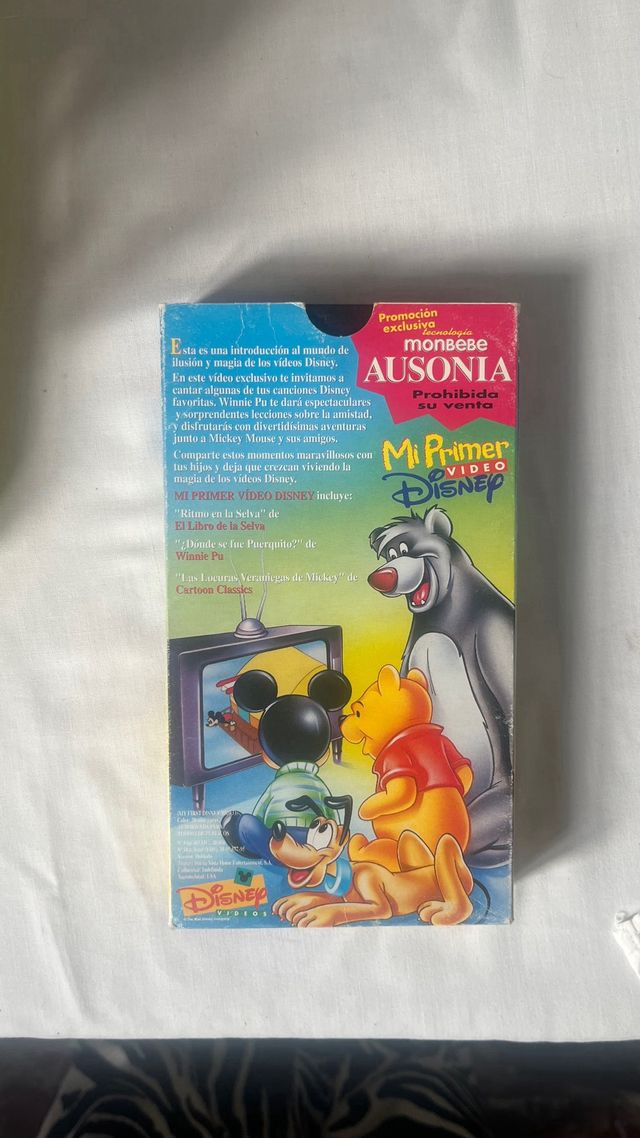 Promoción
exclusiva
tecnología
monbebe
AUSONIA
Prohibida
su venta
Esta es una introducción al mundo de
ilusión y magia de los vídeos Disney.
En este vídeo exclusivo te invitamos a
cantar algunas de tus canciones Disney
favoritas, Winnie Pu te dará espectaculares
y sorprendentes lecciones sobre la amistad,
y disfrutarás con divertidísimas aventuras
junto a Mickey Mouse y sus amigos.
Comparte estos momentos maravillosos con
tus hijos y deja que crezcan viviendo la
magia de los vídeos Disney.
MI PRIMER VÍDEO DISNEY incluye:
"Ritmo en la Selva" de
El Libro de la Selva
"¿Dónde se fue Puerquito?" de
Winnie Pu
"Las Locuras Veraniegas de Mickey" de
Cartoon Classics
Mi Primer
VIDEO
Disney
Disney
VIDEOS
© The Walt Disney Company